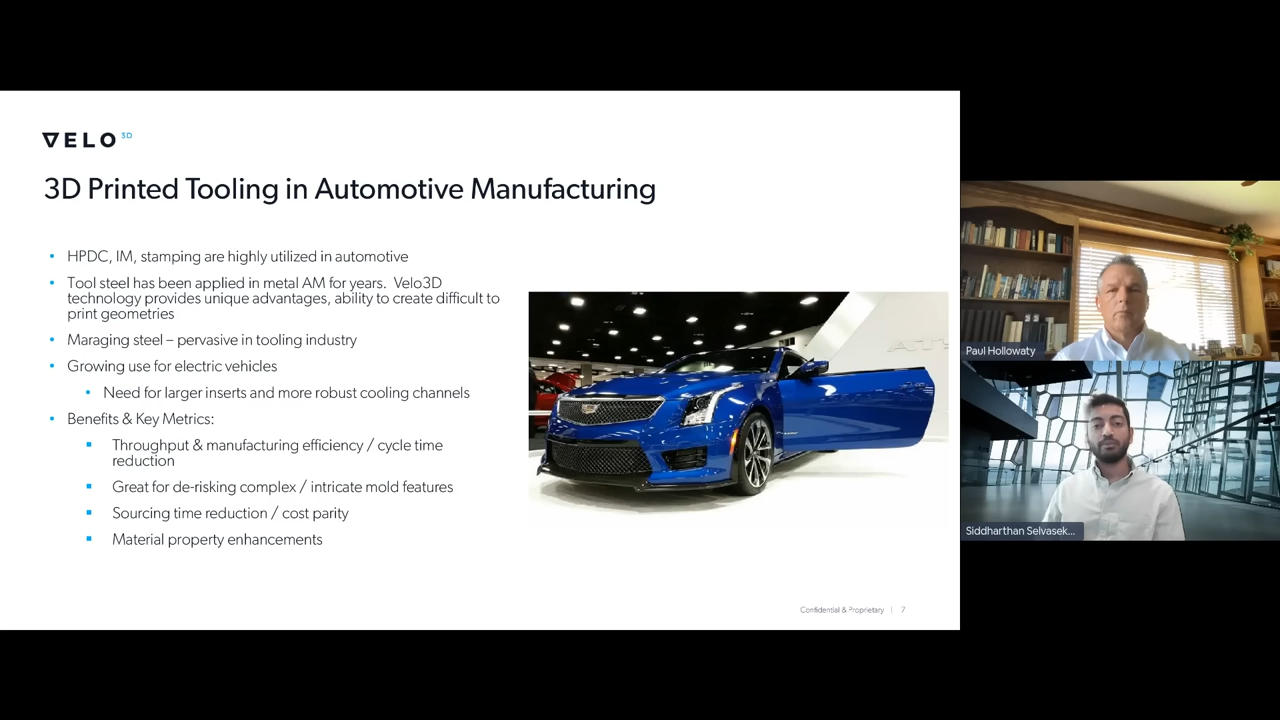 VELO 3D
3D Printed Tooling in Automotive Manufacturing
• HPDC, IM, stamping are highly utilized in automotive
• Tool steel has been applied in metal AM for years. Velo3D
technology provides unique advantages, ability to create difficult to
print geometries
• Maraging steel – pervasive in tooling industry
• Growing use for electric vehicles
• Need for larger inserts and more robust cooling channels
• Benefits & Key Metrics:
▪ Throughput & manufacturing efficiency / cycle time
reduction
▪ Great for de-risking complex / intricate mold features
▪ Sourcing time reduction / cost parity
▪ Material property enhancements
Confidential & Proprietary | 7
Paul Hollowaty
Siddharthan Selvasek...